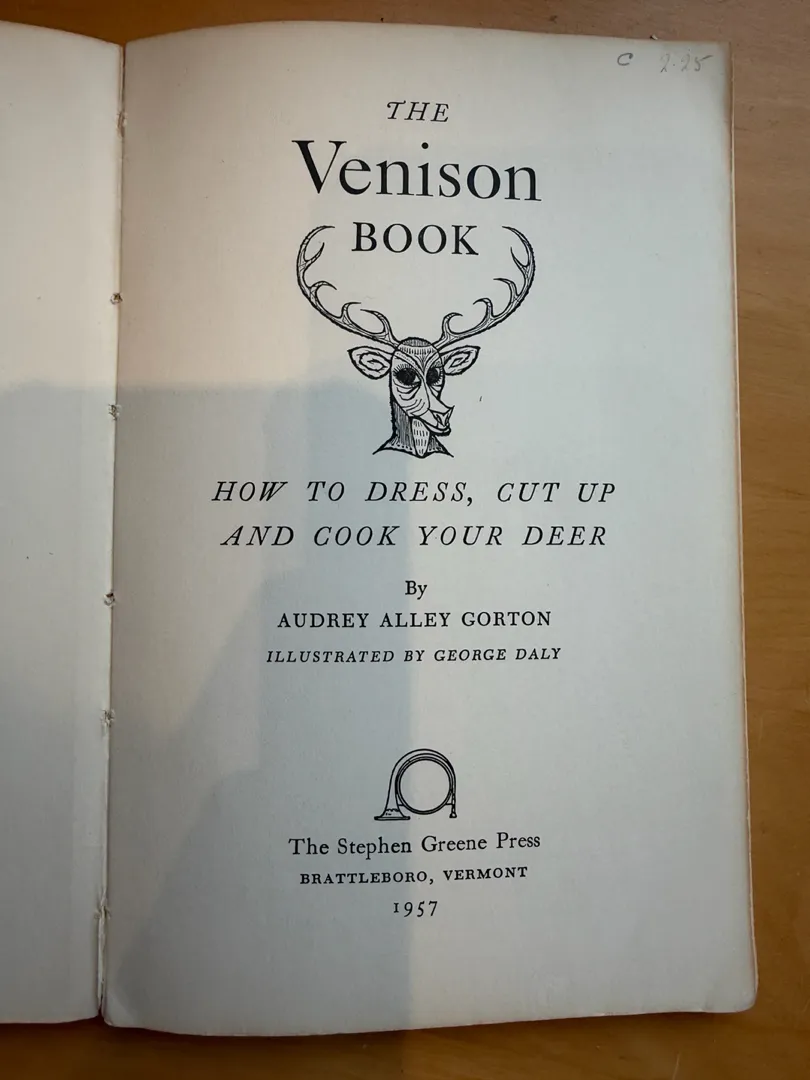 C 2.25
THE
Venison
BOOK
HOW TO DRESS, CUT UP
AND COOK YOUR DEER
By
AUDREY ALLEY GORTON
ILLUSTRATED BY GEORGE DALY
The Stephen Greene Press
BRATTLEBORO, VERMONT
1957